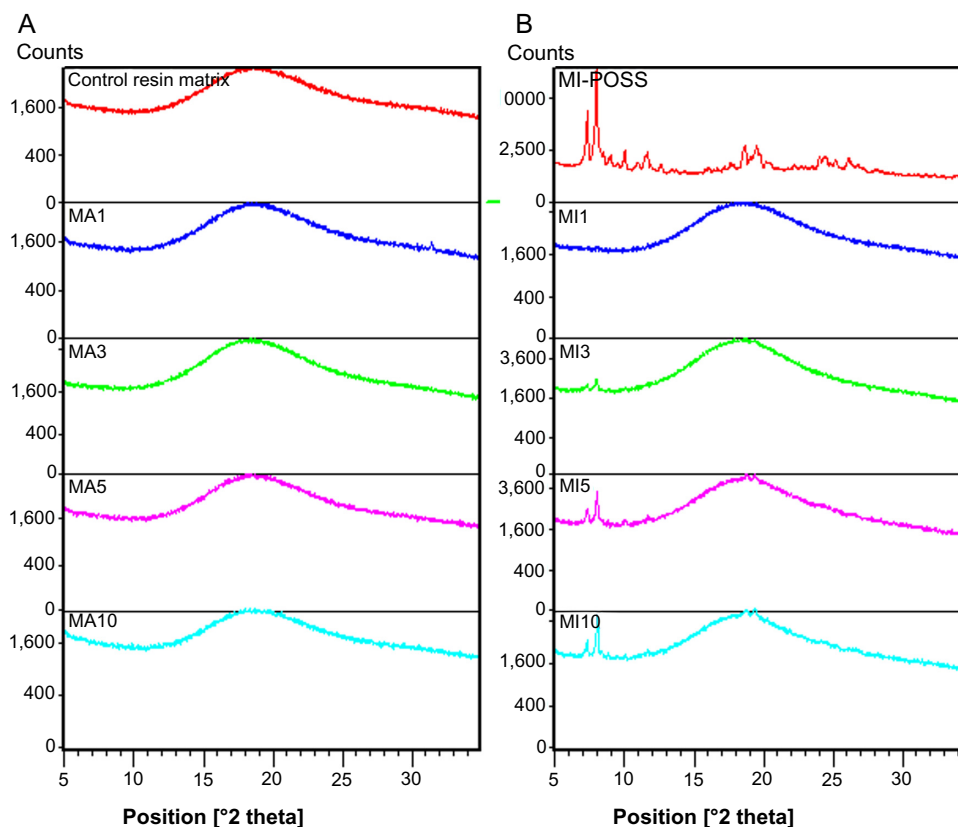 A
Counts
Control resin matrix
1,600
400
0
MA1
1,600
400
0
MA3
1,600
400
0
MA5
1,600
400
0
MA10
1,600
400
0
5 10 15 20 25 30
Position [°2 theta]
B
Counts
MI-POSS
0000
2,500
0
MI1
1,600
400
0
MI3
3,600
1,600
400
0
MI5
3,600
1,600
400
0
MI10
1,600
400
0
5 10 15 20 25 30
Position [°2 theta]